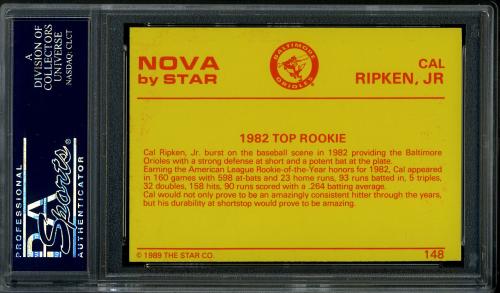 A
DIVISION OF
COLLECTORS
UNIVERSE
NASDAQ: CLCT
PROFESSIONAL
PSA
Sports
AUTHENTICATOR
NOVA
by STAR
BALTIMORE
ORIOLES
CAL
RIPKEN, JR
1982 TOP ROOKIE
Cal Ripken, Jr. burst on the baseball scene in 1982 providing the Baltimore
Orioles with a strong defense at short and a potent bat at the plate.
Earning the American League Rookie-of-the-Year honors for 1982, Cal appeared
in 160 games with 598 at-bats and 23 home runs, 93 runs batted in, 5 triples,
32 doubles, 158 hits, 90 runs scored with a .264 batting average.
Cal would not only prove to be an amazingly consistent hitter through the years,
but his durability at shortstop would prove to be amazing.
© 1989 THE STAR CO.
148